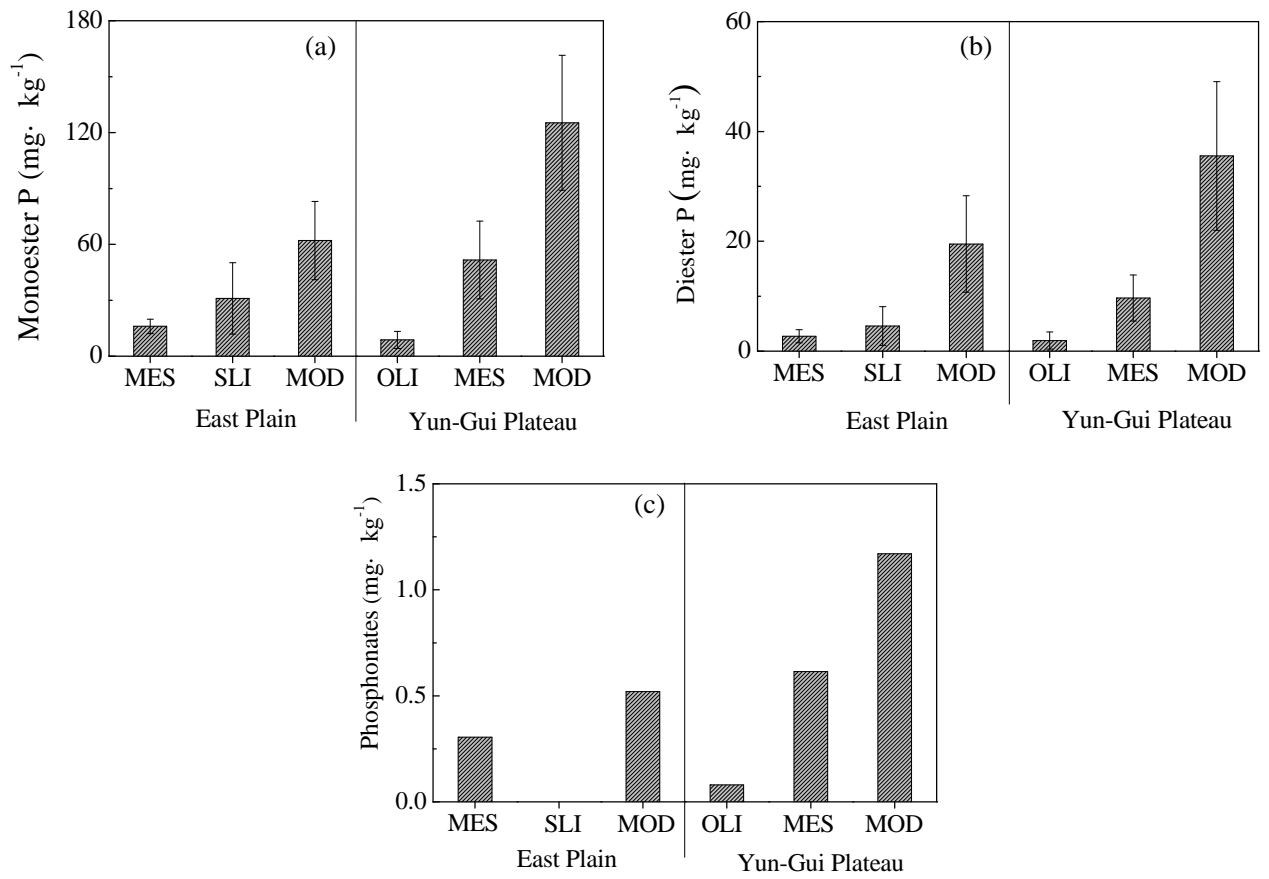 (a)
Monoester P (mg· kg⁻¹)
180
120
60
0
MES SLI MOD OLI MES MOD
East Plain Yun-Gui Plateau
(b)
Diester P (mg· kg⁻¹)
60
40
20
0
MES SLI MOD OLI MES MOD
East Plain Yun-Gui Plateau
(c)
Phosphonates (mg· kg⁻¹)
1.5
1.0
0.5
0.0
MES SLI MOD OLI MES MOD
East Plain Yun-Gui Plateau